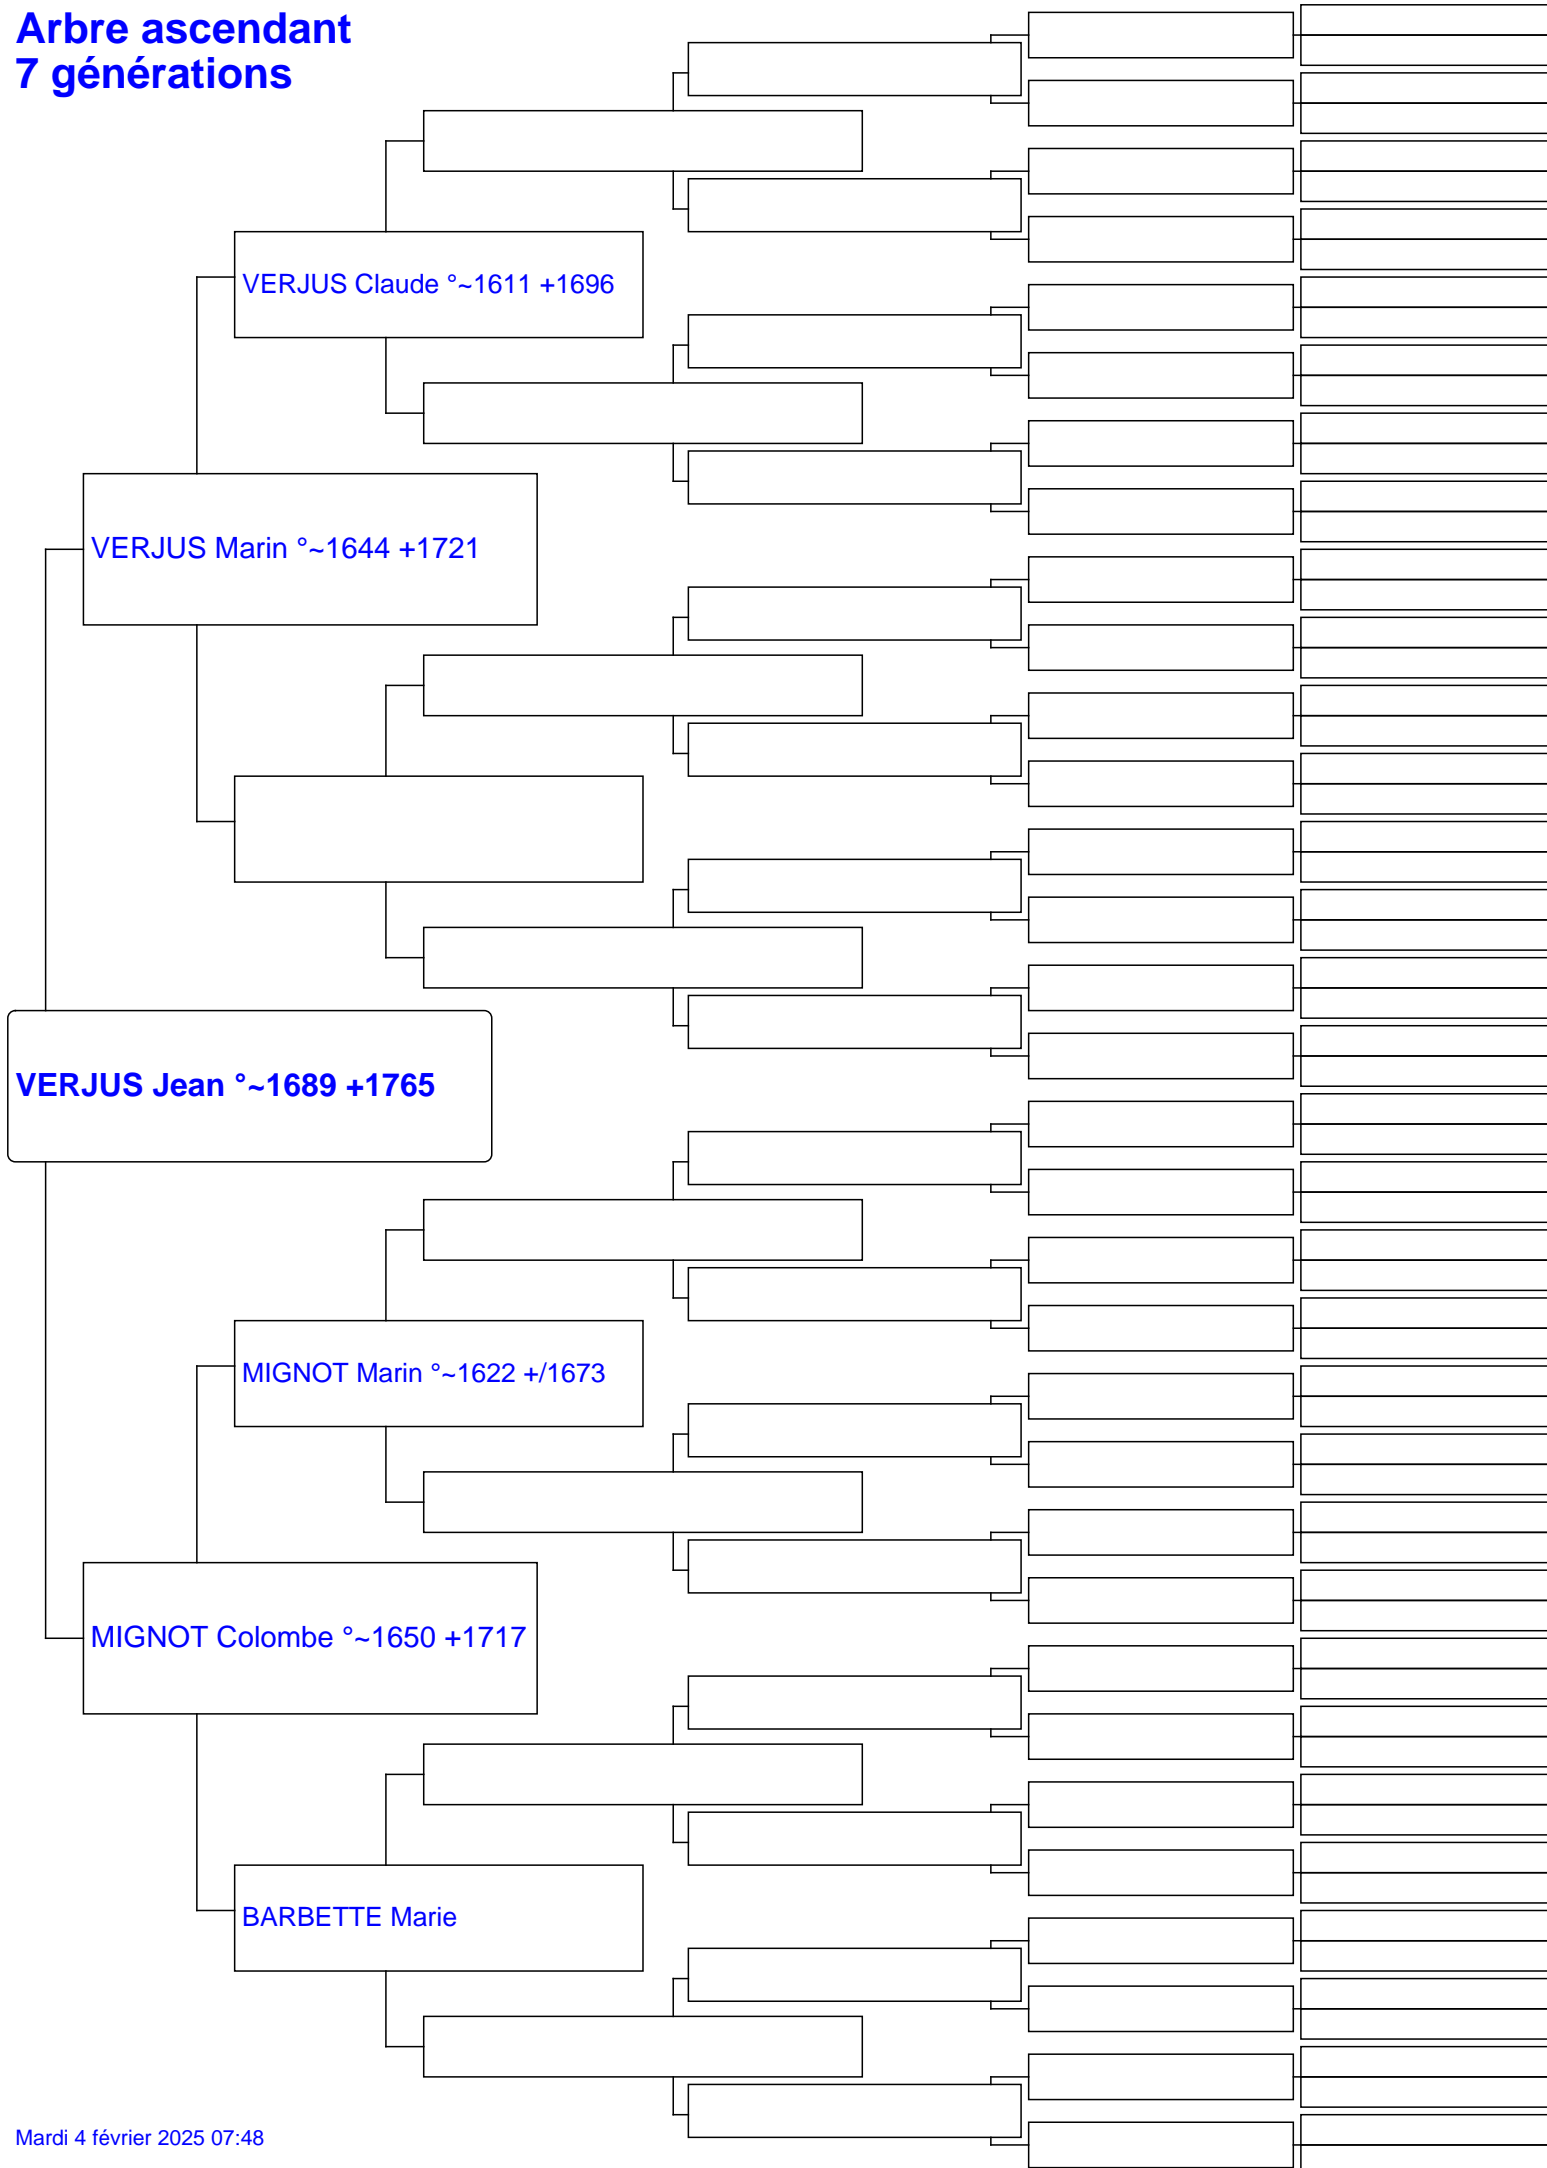 Arbre ascendant
7 générations
VERJUS Claude °~1611 +1696
VERJUS Marin °~1644 +1721
VERJUS Jean °~1689 +1765
MIGNOT Marin °~1622 +/1673
MIGNOT Colombe °~1650 +1717
BARBETTE Marie
Mardi 4 février 2025 07:48